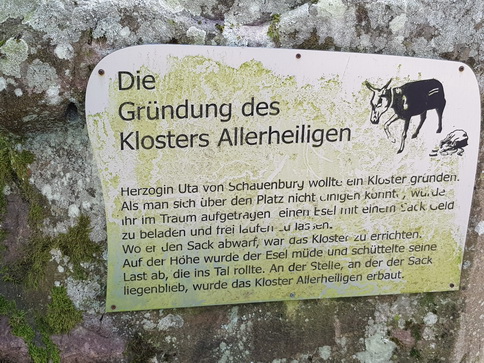 Die
Gründung des
Klosters Allerheiligen
Herzogin Uta von Schauenburg wollte ein Kloster gründen.
Als man sich über den Platz nicht einigen konnte, wurde
ihr im Traum aufgetragen einen Esel mit einem Sack Geld
zu beladen und frei laufen zu lassen.
Wo er den Sack abwarf, war das Kloster zu errichten.
Auf der Höhe wurde der Esel müde und schüttelte seine
Last ab, die ins Tal rollte. An der Stelle, an der der Sack
liegenblieb, wurde das Kloster Allerheiligen erbaut.